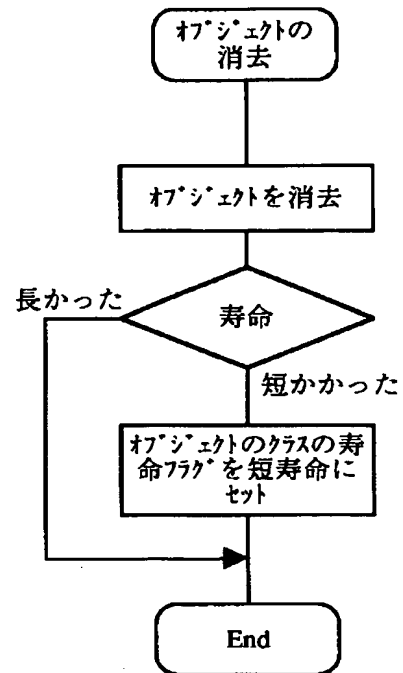 ｵﾌﾞｼﾞｪｸﾄの
消去
ｵﾌﾞｼﾞｪｸﾄを消去
寿命
長かった
短かかった
ｵﾌﾞｼﾞｪｸﾄのｸﾗｽの寿
命ﾌﾗｸﾞを短寿命に
ｾｯﾄ
End